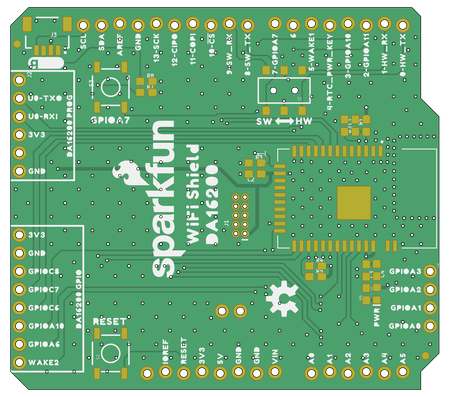 SCL
SDA
AREF
GND
13-SCK
12-CIPO
11-COPI
10-CS
9-SW_RX
8-SW_TX
7-GPIOA7
6
5-WAKE1
4-RTC_PWR_KEY
3-GPIOA10
2-GPIOA11
1-HW_RX
0-HW_TX
U0-TXD
U0-RXI
3V3
GND
DA16200 PROG
GPIOA7
SW HW
sparkfun
WiFi Shield
DA16200
3V3
GND
GPIOC8
GPIOC7
GPIOC6
GPIOA10
GPIOA6
WAKE2
DA16200 GPIO
RESET
GPIOA3
GPIOA2
GPIOA1
GPIOA0
PWR
IOREF
RESET
3V3
5V
GND
GND
VIN
A0
A1
A2
A3
A4
A5